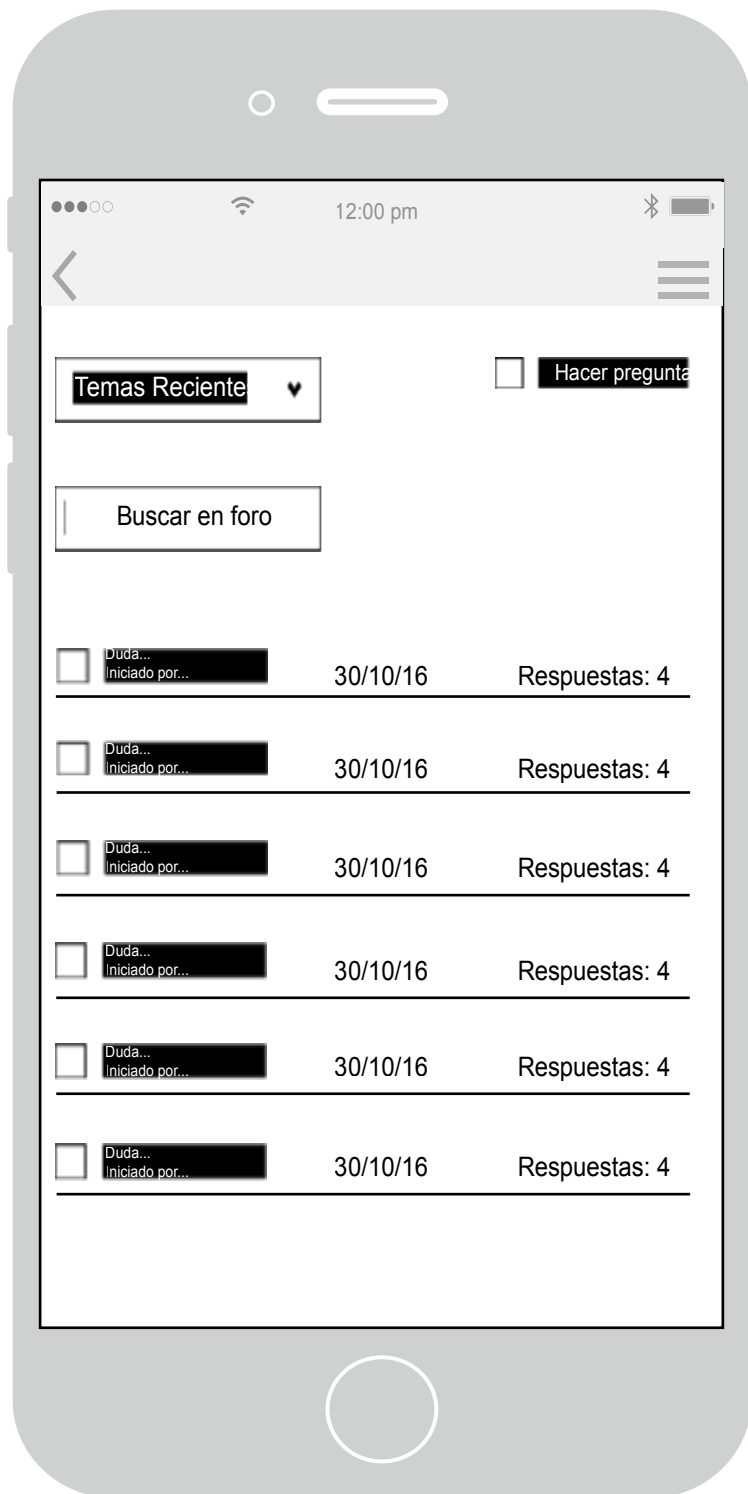 12:00 pm
Temas Reciente
Hacer pregunta
Buscar en foro
Duda...
Iniciado por...
30/10/16 Respuestas: 4
Duda...
Iniciado por...
30/10/16 Respuestas: 4
Duda...
Iniciado por...
30/10/16 Respuestas: 4
Duda...
Iniciado por...
30/10/16 Respuestas: 4
Duda...
Iniciado por...
30/10/16 Respuestas: 4
Duda...
Iniciado por...
30/10/16 Respuestas: 4